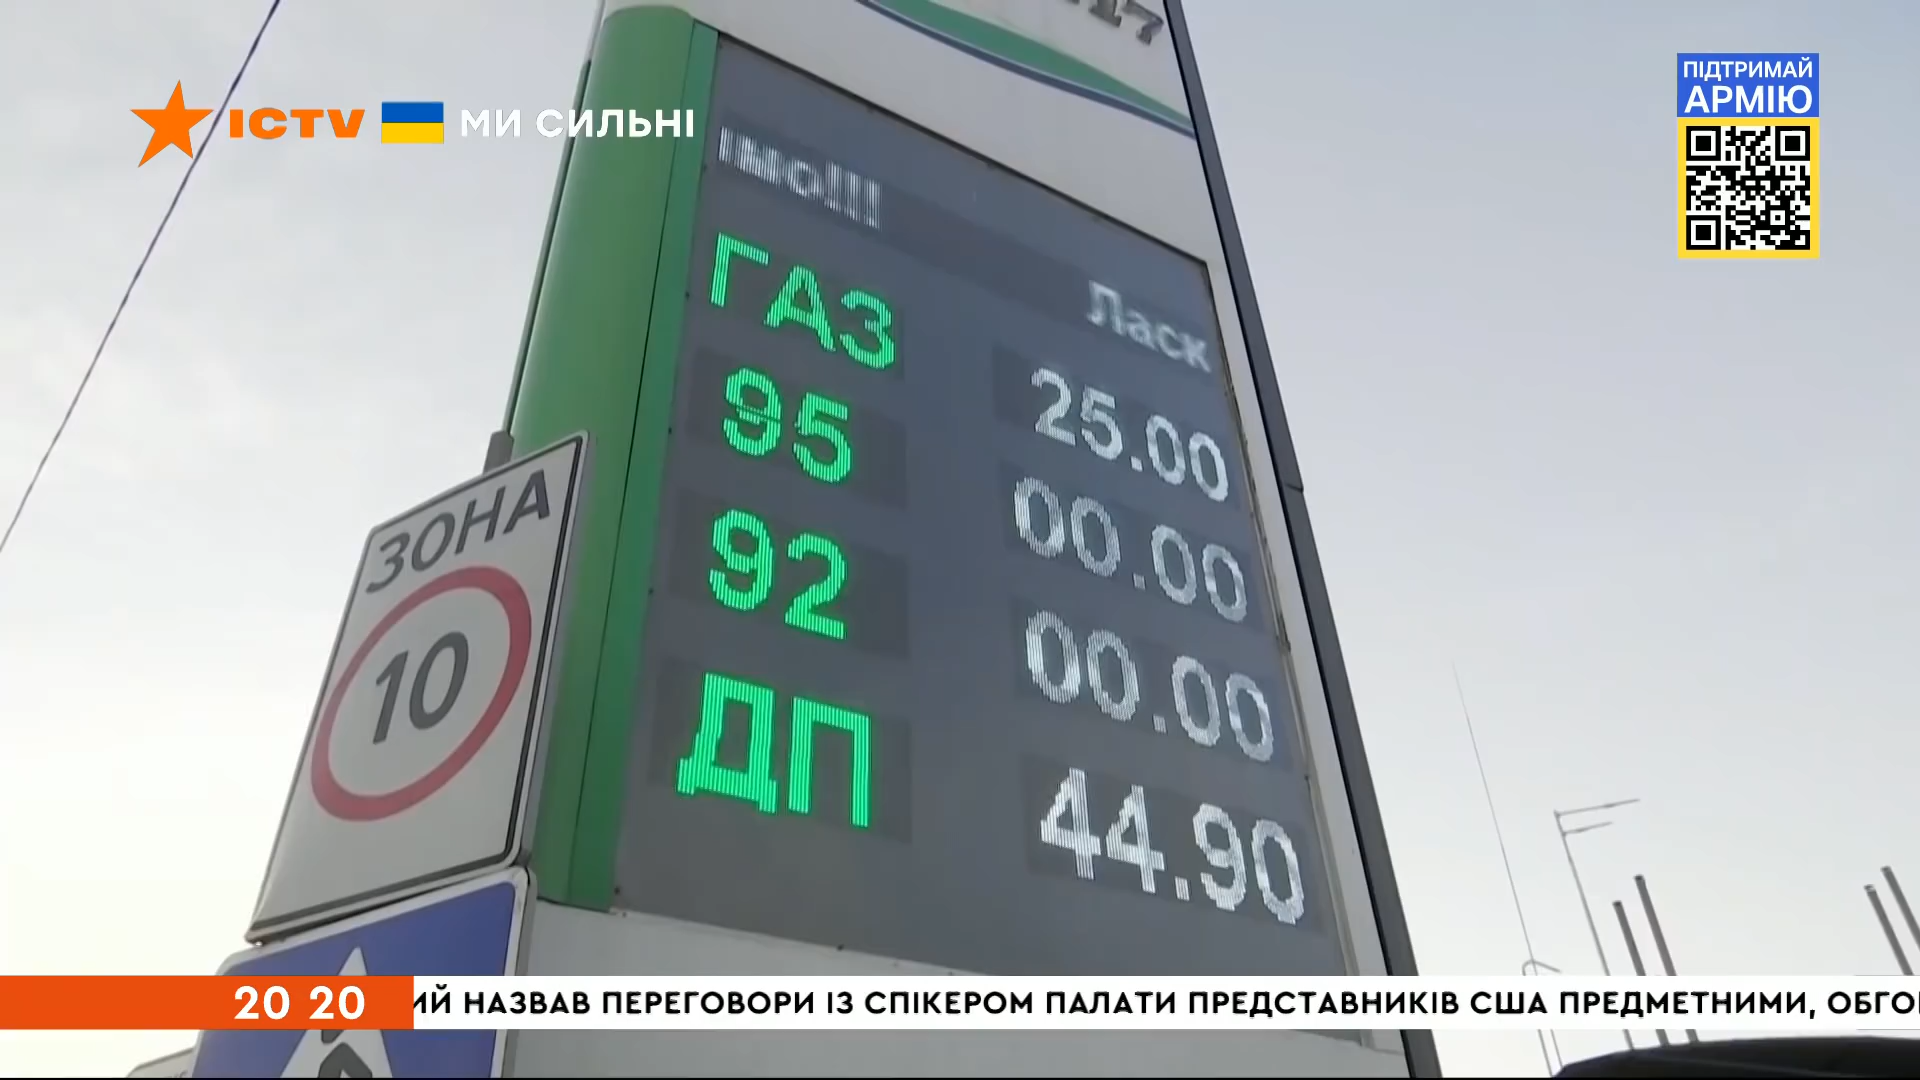 ICTV МИ СИЛЬНІ
ПІДТРИМАЙ
АРМІЮ
Ласк
ГАЗ 25.00
95 00.00
92 00.00
ДП 44.90
ЗОНА
10
20 20
ИЙ НАЗВАВ ПЕРЕГОВОРИ ІЗ СПІКЕРОМ ПАЛАТИ ПРЕДСТАВНИКІВ США ПРЕДМЕТНИМИ, ОБГО